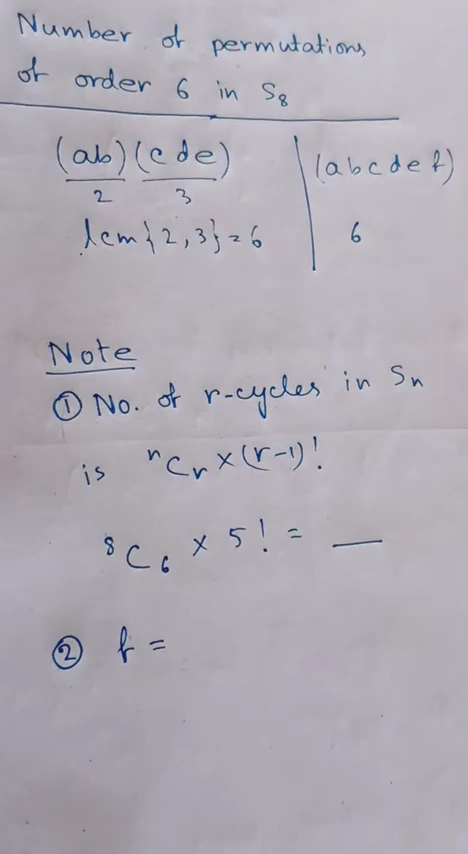 Number of permutations
of order 6 in S₈
(ab)(cde) | (abcdef)
2 3
lcm{2,3}=6 6
Note
① No. of r-cycles in Sₙ
is ⁿCᵣ × (r-1)!
⁸C₆ × 5! = __
② f =